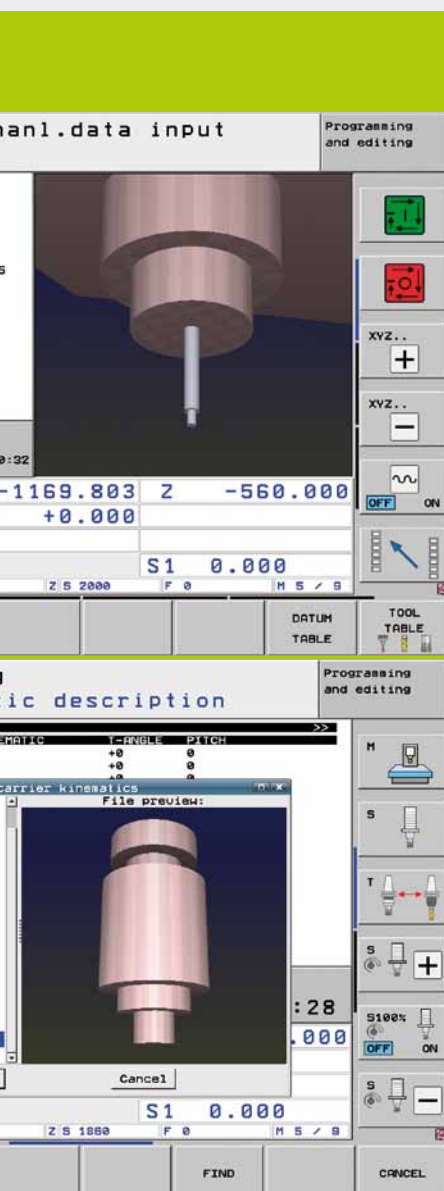 manl.data input
Programming
and editing
XYZ..
XYZ..
0:32
OFF ON
-1169.803 Z -560.000
+0.000
S1 0.000
Z S 2000 F 0 M 5 / 9
DATUM
TABLE
TOOL
TABLE
g
ic description
Programming
and editing
EMATIC T-ANGLE PITCH >>
+0 0
+0 0
+0 0
carrier kinematics
File preview:
M
S
T
S
:28
S100%
OFF ON
.000
Cancel
S
S1 0.000
Z S 1860 F 0 M 5 / 9
FIND
CANCEL